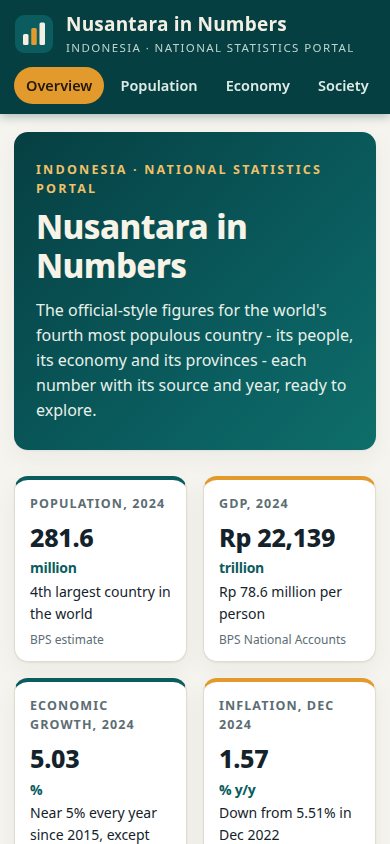 Nusantara in Numbers
INDONESIA · NATIONAL STATISTICS PORTAL
Overview
Population
Economy
Society
INDONESIA · NATIONAL STATISTICS
PORTAL
Nusantara in
Numbers
The official-style figures for the world's
fourth most populous country - its people,
its economy and its provinces - each
number with its source and year, ready to
explore.
POPULATION, 2024
281.6
million
4th largest country in
the world
BPS estimate
GDP, 2024
Rp 22,139
trillion
Rp 78.6 million per
person
BPS National Accounts
ECONOMIC
GROWTH, 2024
5.03
%
Near 5% every year
since 2015, except
INFLATION, DEC
2024
1.57
% y/y
Down from 5.51% in
Dec 2022